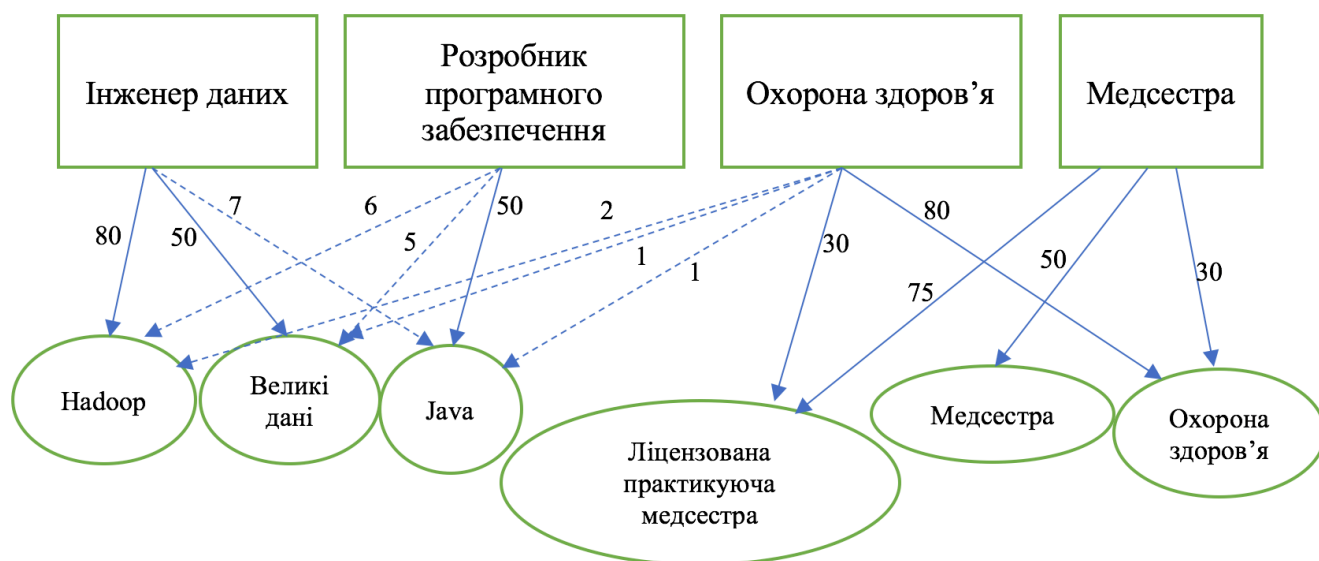 Інженер даних
Розробник
програмного
забезпечення
Охорона здоров’я
Медсестра
80
50
7
6
5
50
2
1
1
30
80
75
50
30
Hadoop
Великі
дані
Java
Ліцензована
практикуюча
медсестра
Медсестра
Охорона
здоров’я